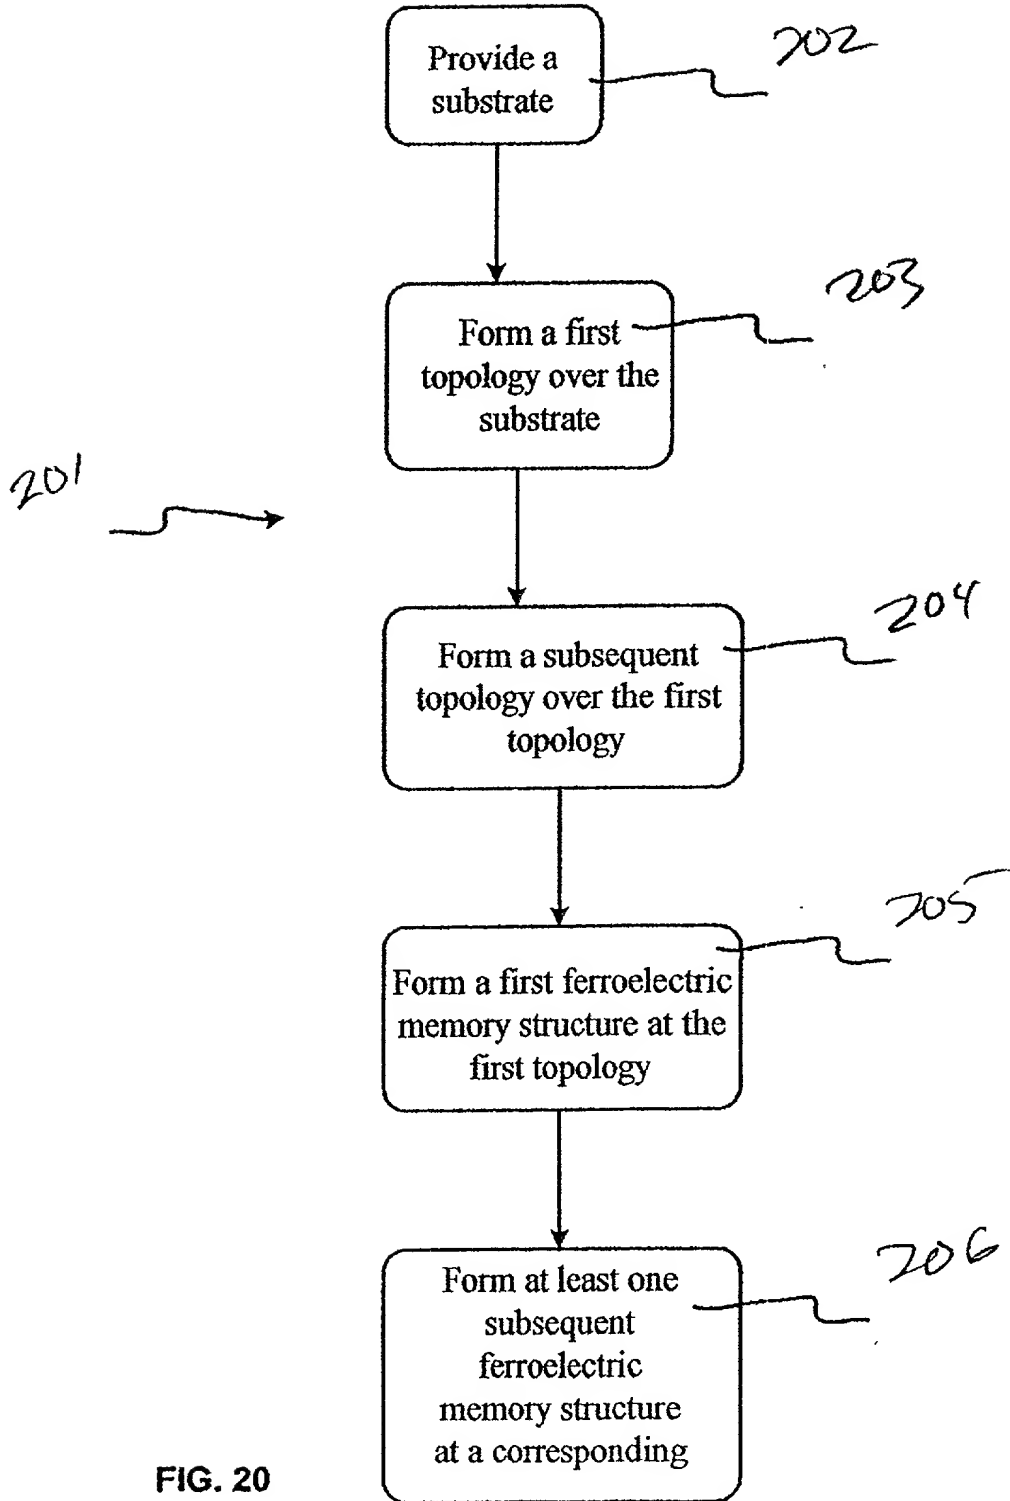 Provide a
substrate
202
Form a first
topology over the
substrate
203
201
Form a subsequent
topology over the first
topology
204
Form a first ferroelectric
memory structure at the
first topology
205
Form at least one
subsequent
ferroelectric
memory structure
at a corresponding
206
FIG. 20